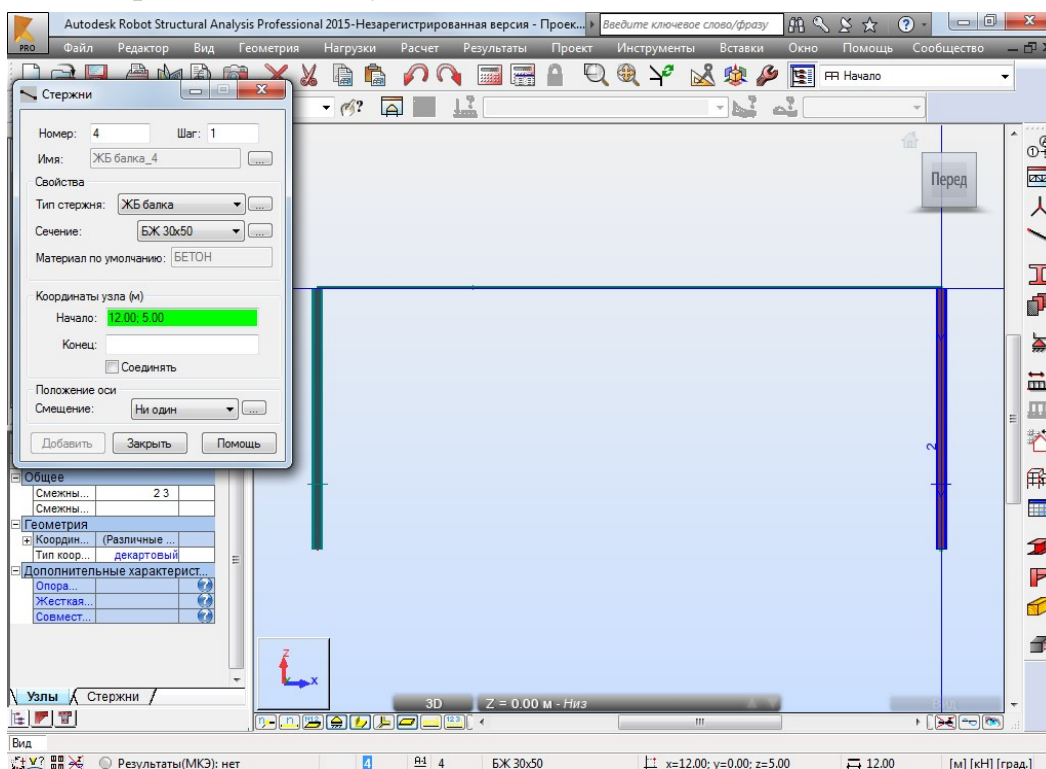 Autodesk Robot Structural Analysis Professional 2015-Незарегистрированная версия - Проек...
Введите ключевое слово/фразу
PRO Файл Редактор Вид Геометрия Нагрузки Расчет Результаты Проект Инструменты Вставки Окно Помощь Сообщество
Начало
Стержни
Номер: 4 Шаг: 1
Имя: ЖБ балка_4 ...
Свойства
Тип стержня: ЖБ балка ...
Сечение: БЖ 30x50 ...
Материал по умолчанию: БЕТОН
Координаты узла (м)
Начало: 12.00; 5.00
Конец:
Соединять
Положение оси
Смещение: Ни один ...
Добавить Закрыть Помощь
Перед
2
Общее
Смежны... 2 3
Смежны...
Геометрия
Координ... (Различные ...
Тип коор... декартовый
Дополнительные характерист...
Опора...
Жесткая...
Совмест...
Z
X
Узлы Стержни
3D Z = 0.00 м - Низ
Вид
Результаты(МКЭ): нет 4 4 БЖ 30x50 x=12.00; y=0.00; z=5.00 12.00 [м] [кН] [град.]